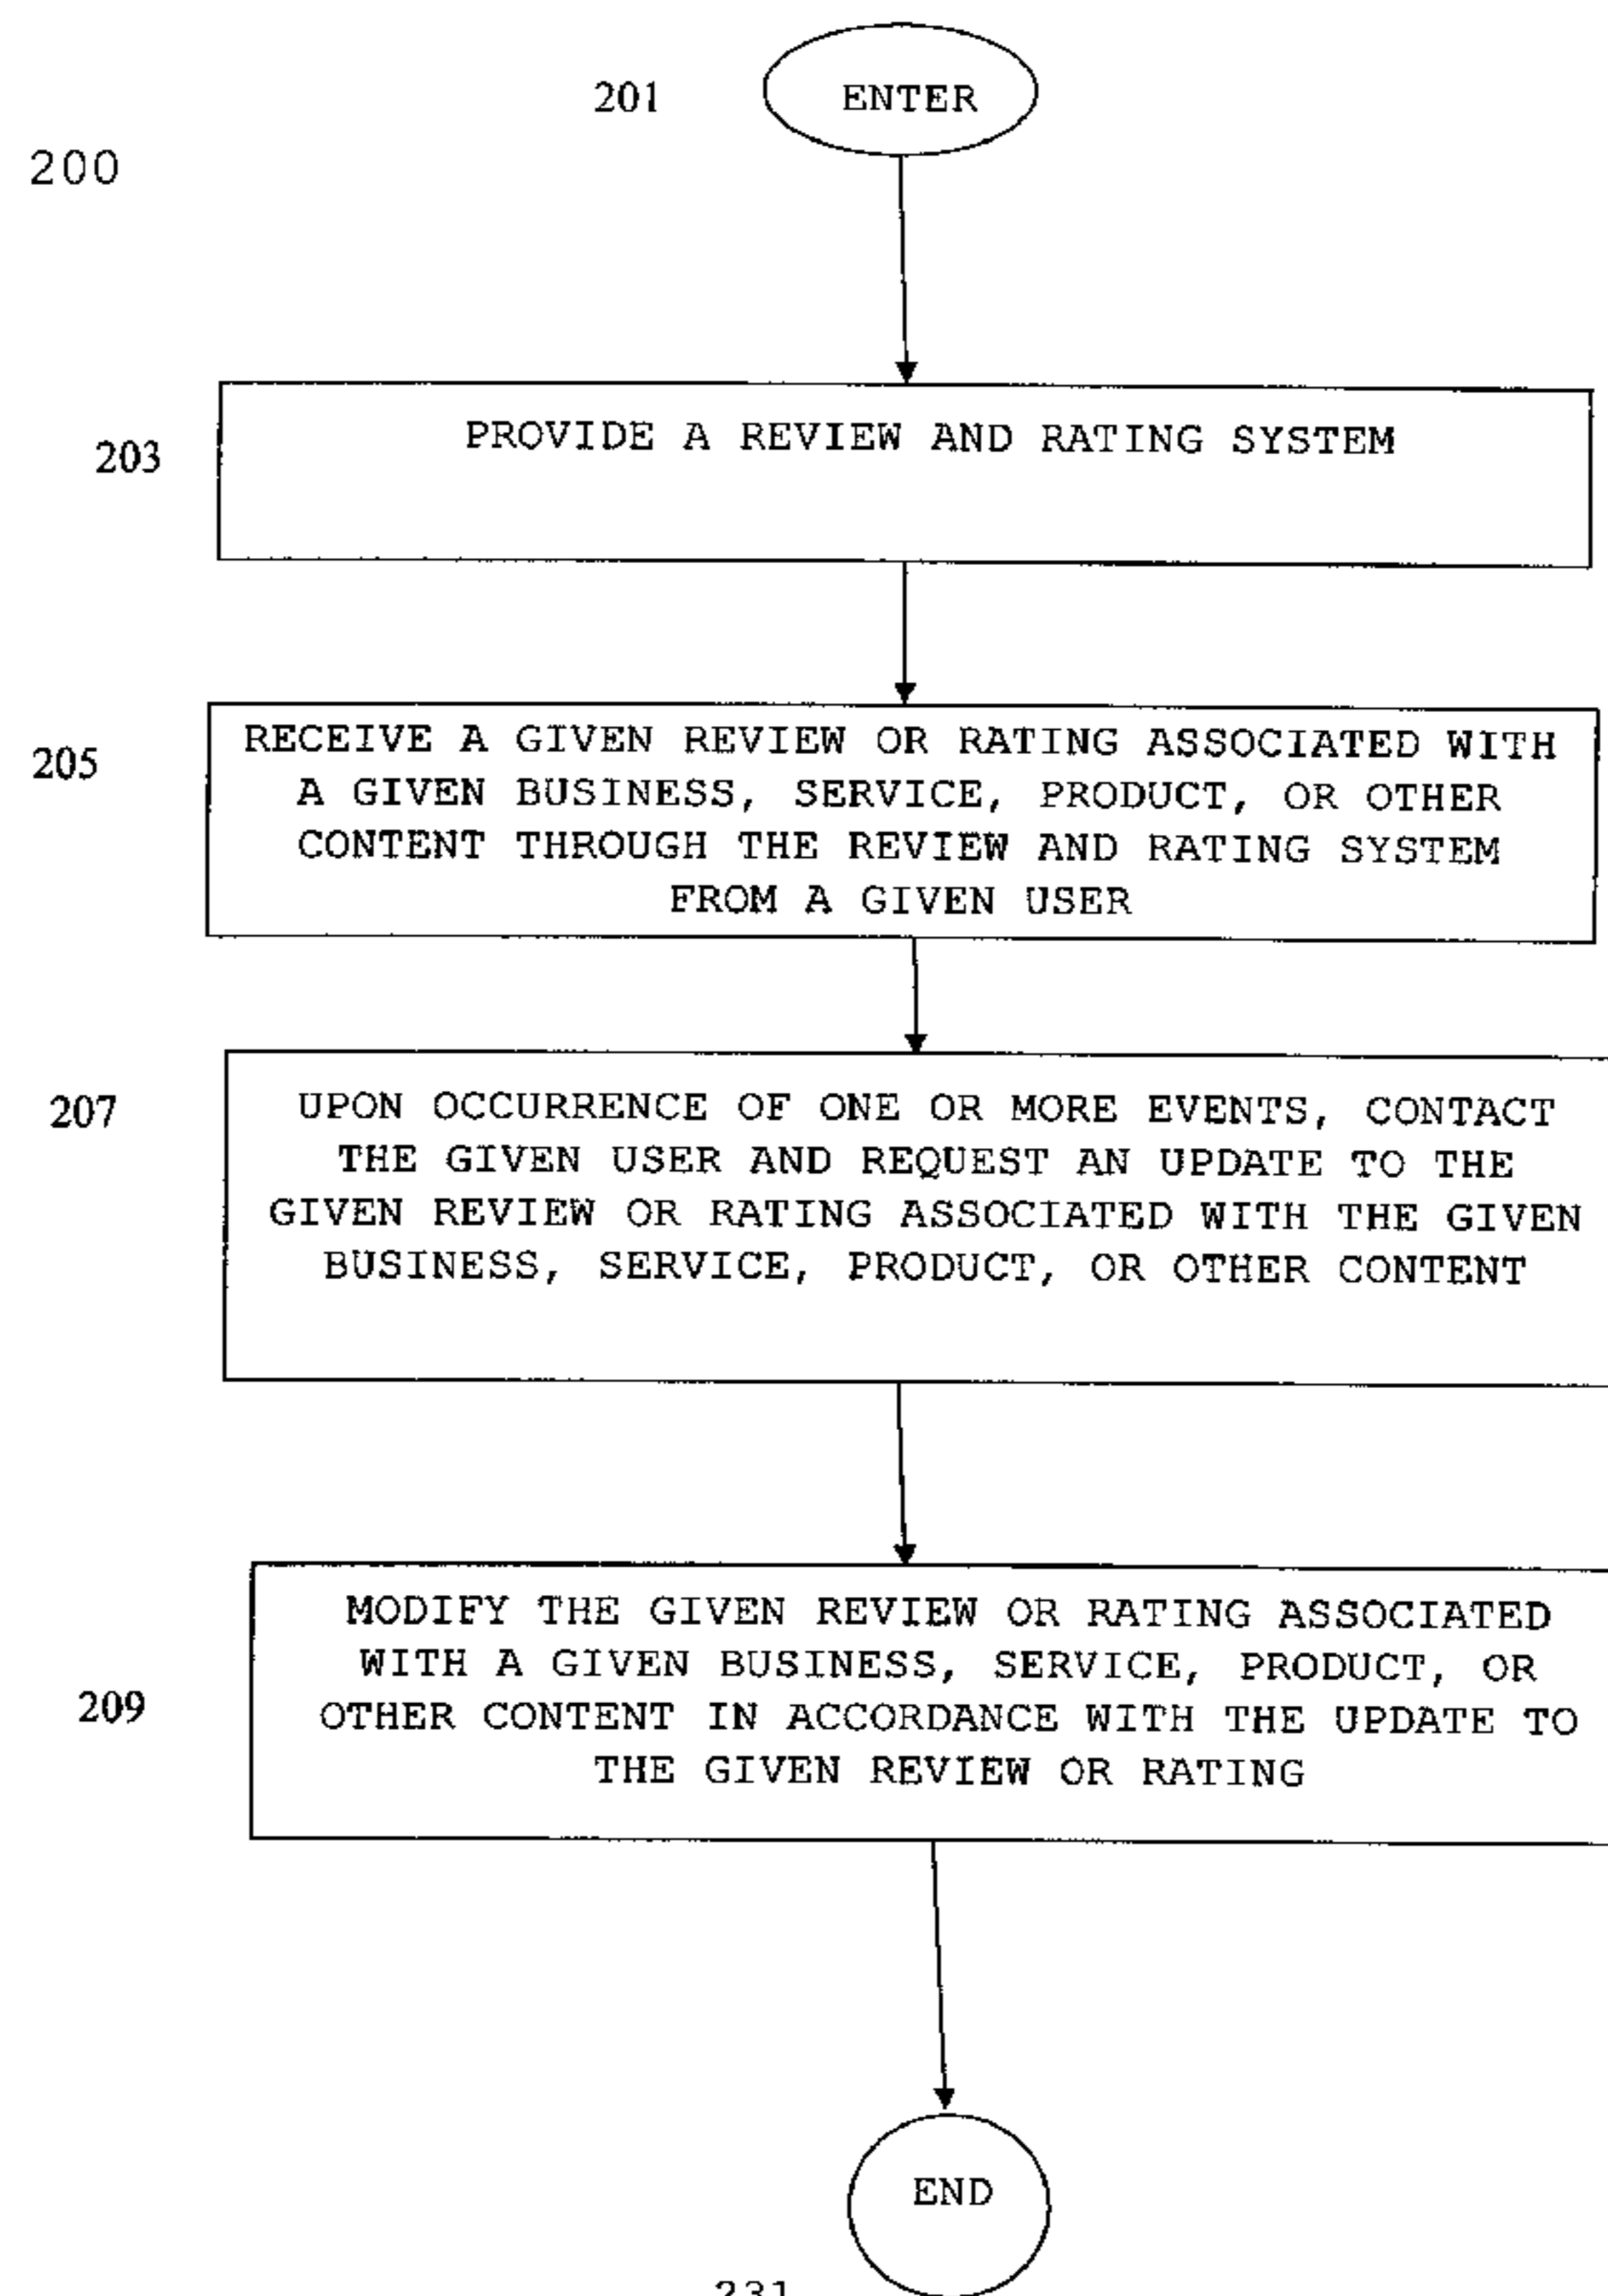 201
ENTER
200
203
PROVIDE A REVIEW AND RATING SYSTEM
205
RECEIVE A GIVEN REVIEW OR RATING ASSOCIATED WITH
A GIVEN BUSINESS, SERVICE, PRODUCT, OR OTHER
CONTENT THROUGH THE REVIEW AND RATING SYSTEM
FROM A GIVEN USER
207
UPON OCCURRENCE OF ONE OR MORE EVENTS, CONTACT
THE GIVEN USER AND REQUEST AN UPDATE TO THE
GIVEN REVIEW OR RATING ASSOCIATED WITH THE GIVEN
BUSINESS, SERVICE, PRODUCT, OR OTHER CONTENT
209
MODIFY THE GIVEN REVIEW OR RATING ASSOCIATED
WITH A GIVEN BUSINESS, SERVICE, PRODUCT, OR
OTHER CONTENT IN ACCORDANCE WITH THE UPDATE TO
THE GIVEN REVIEW OR RATING
END
231